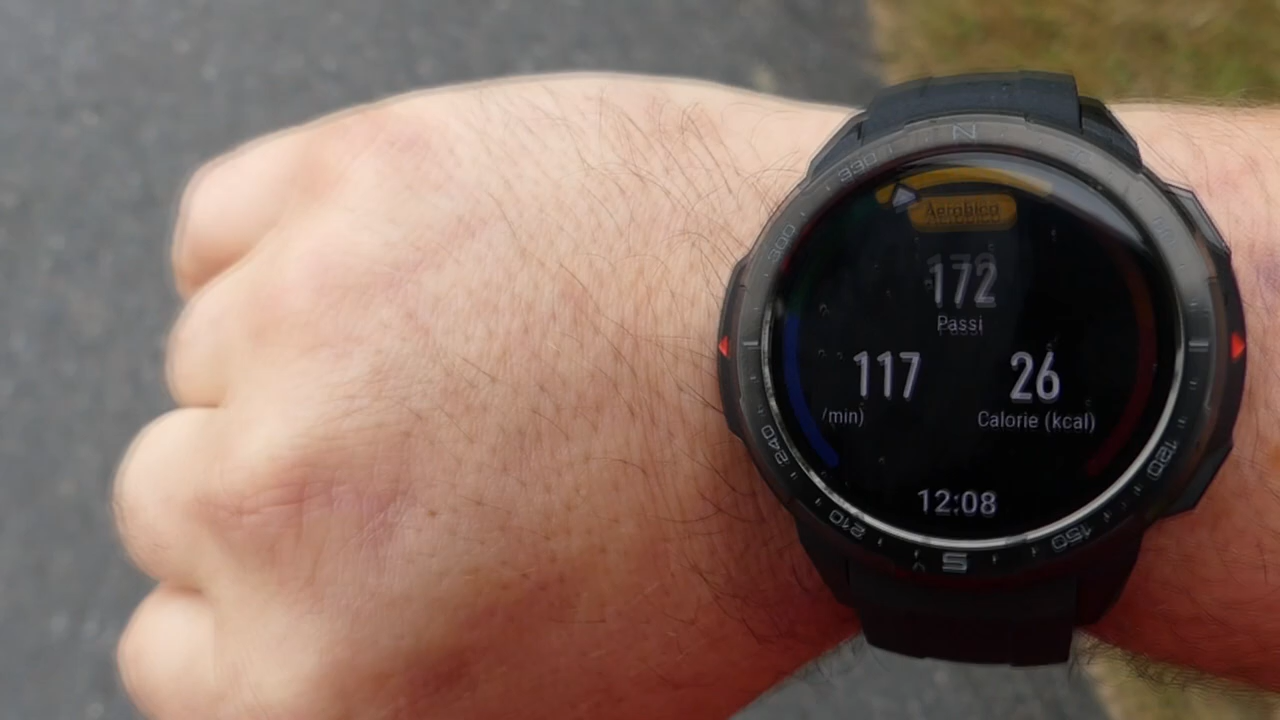 N
330
300
Aerobica
172
Passi
117
26
/min)
Calorie (kcal)
240
120
12:08
210
150
S